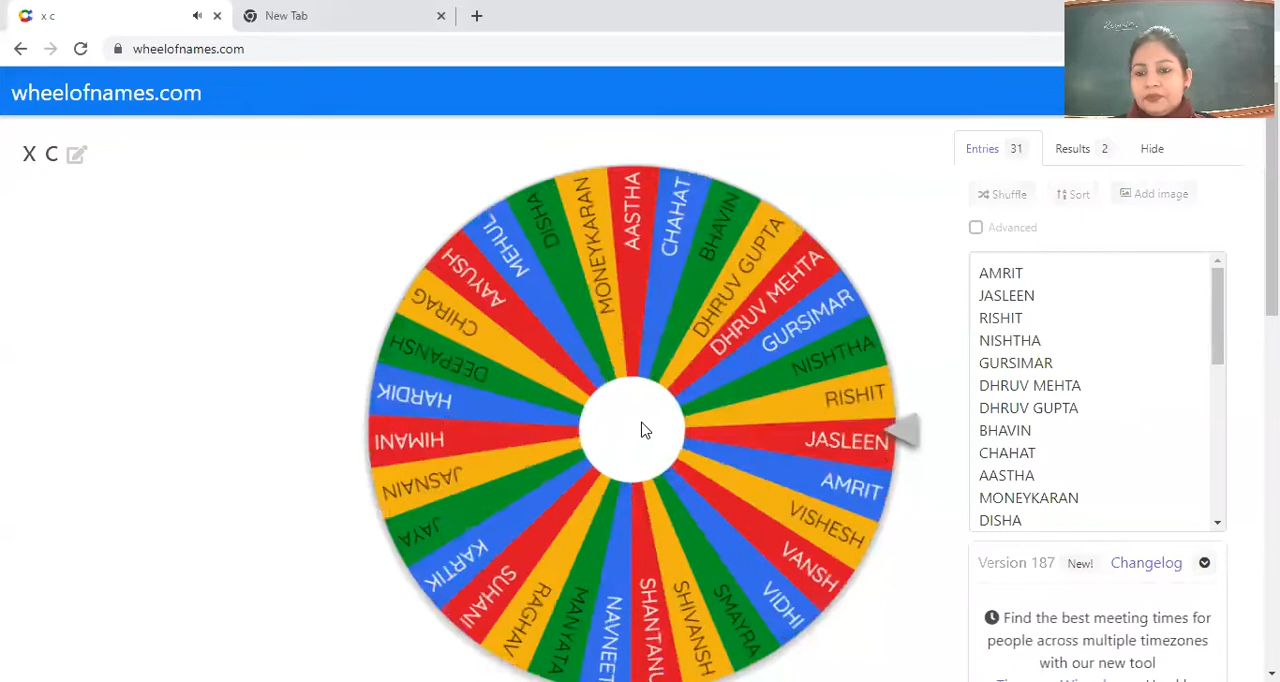 x c
New Tab
wheelofnames.com
wheelofnames.com
X C
Entries 31
Results 2
Hide
Shuffle
Sort
Add image
Advanced
AMRIT
JASLEEN
RISHIT
NISHTHA
GURSIMAR
DHRUV MEHTA
DHRUV GUPTA
BHAVIN
CHAHAT
AASTHA
MONEYKARAN
DISHA
Version 187 New! Changelog
Find the best meeting times for
people across multiple timezones
with our new tool
AASTHA
CHAHAT
BHAVIN
DHRUV GUPTA
DHRUV MEHTA
GURSIMAR
NISHTHA
RISHIT
JASLEEN
AMRIT
VISHESH
VANSH
VIDHI
SMAYRA
SHIVANSH
SHANTANU
NAVNEET
MANYATA
RAGHAV
SUHANI
KARTIK
JAYA
JASNAIN
HIMANI
HARDIK
DEEPANSH
CHIRAG
AAYUSH
MEHUL
DISHA
MONEYKARAN